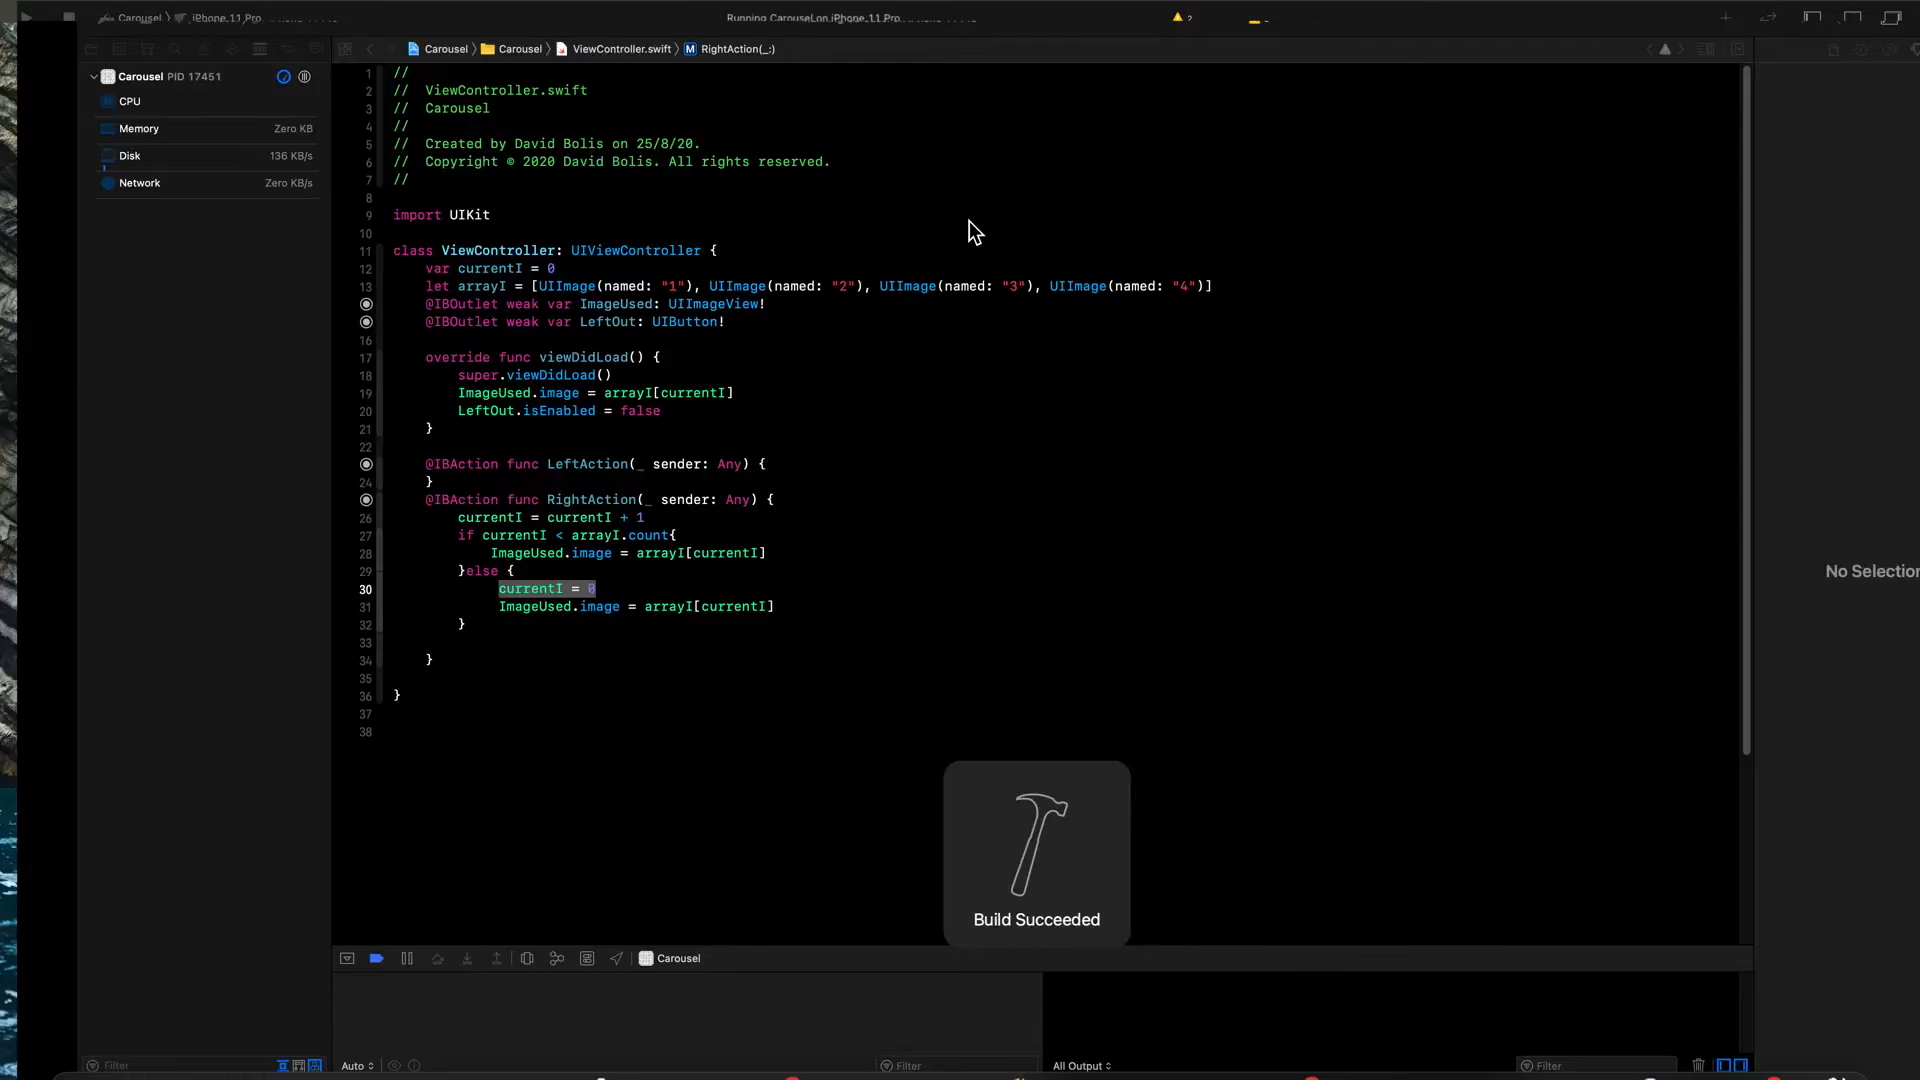 Carousel 〉 iPhone 11 Pro
Running Carousel on iPhone 11 Pro
2
Carousel 〉 Carousel 〉 ViewController.swift 〉 M RightAction(_:)
Carousel PID 17451
CPU
Memory Zero KB
Disk 136 KB/s
Network Zero KB/s
1 //
2 // ViewController.swift
3 // Carousel
4 //
5 // Created by David Bolis on 25/8/20.
6 // Copyright © 2020 David Bolis. All rights reserved.
7 //
8
9 import UIKit
10
11 class ViewController: UIViewController {
12 var currentI = 0
13 let arrayI = [UIImage(named: "1"), UIImage(named: "2"), UIImage(named: "3"), UIImage(named: "4")]
@IBOutlet weak var ImageUsed: UIImageView!
@IBOutlet weak var LeftOut: UIButton!
16
17 override func viewDidLoad() {
18 super.viewDidLoad()
19 ImageUsed.image = arrayI[currentI]
20 LeftOut.isEnabled = false
21 }
22
@IBAction func LeftAction(_ sender: Any) {
24 }
@IBAction func RightAction(_ sender: Any) {
26 currentI = currentI + 1
27 if currentI < arrayI.count{
28 ImageUsed.image = arrayI[currentI]
29 }else {
30 currentI = 0
31 ImageUsed.image = arrayI[currentI]
32 }
33
34 }
35
36 }
37
38
No Selectio
Build Succeeded
Carousel
Filter
Auto
Filter
All Output
Filter